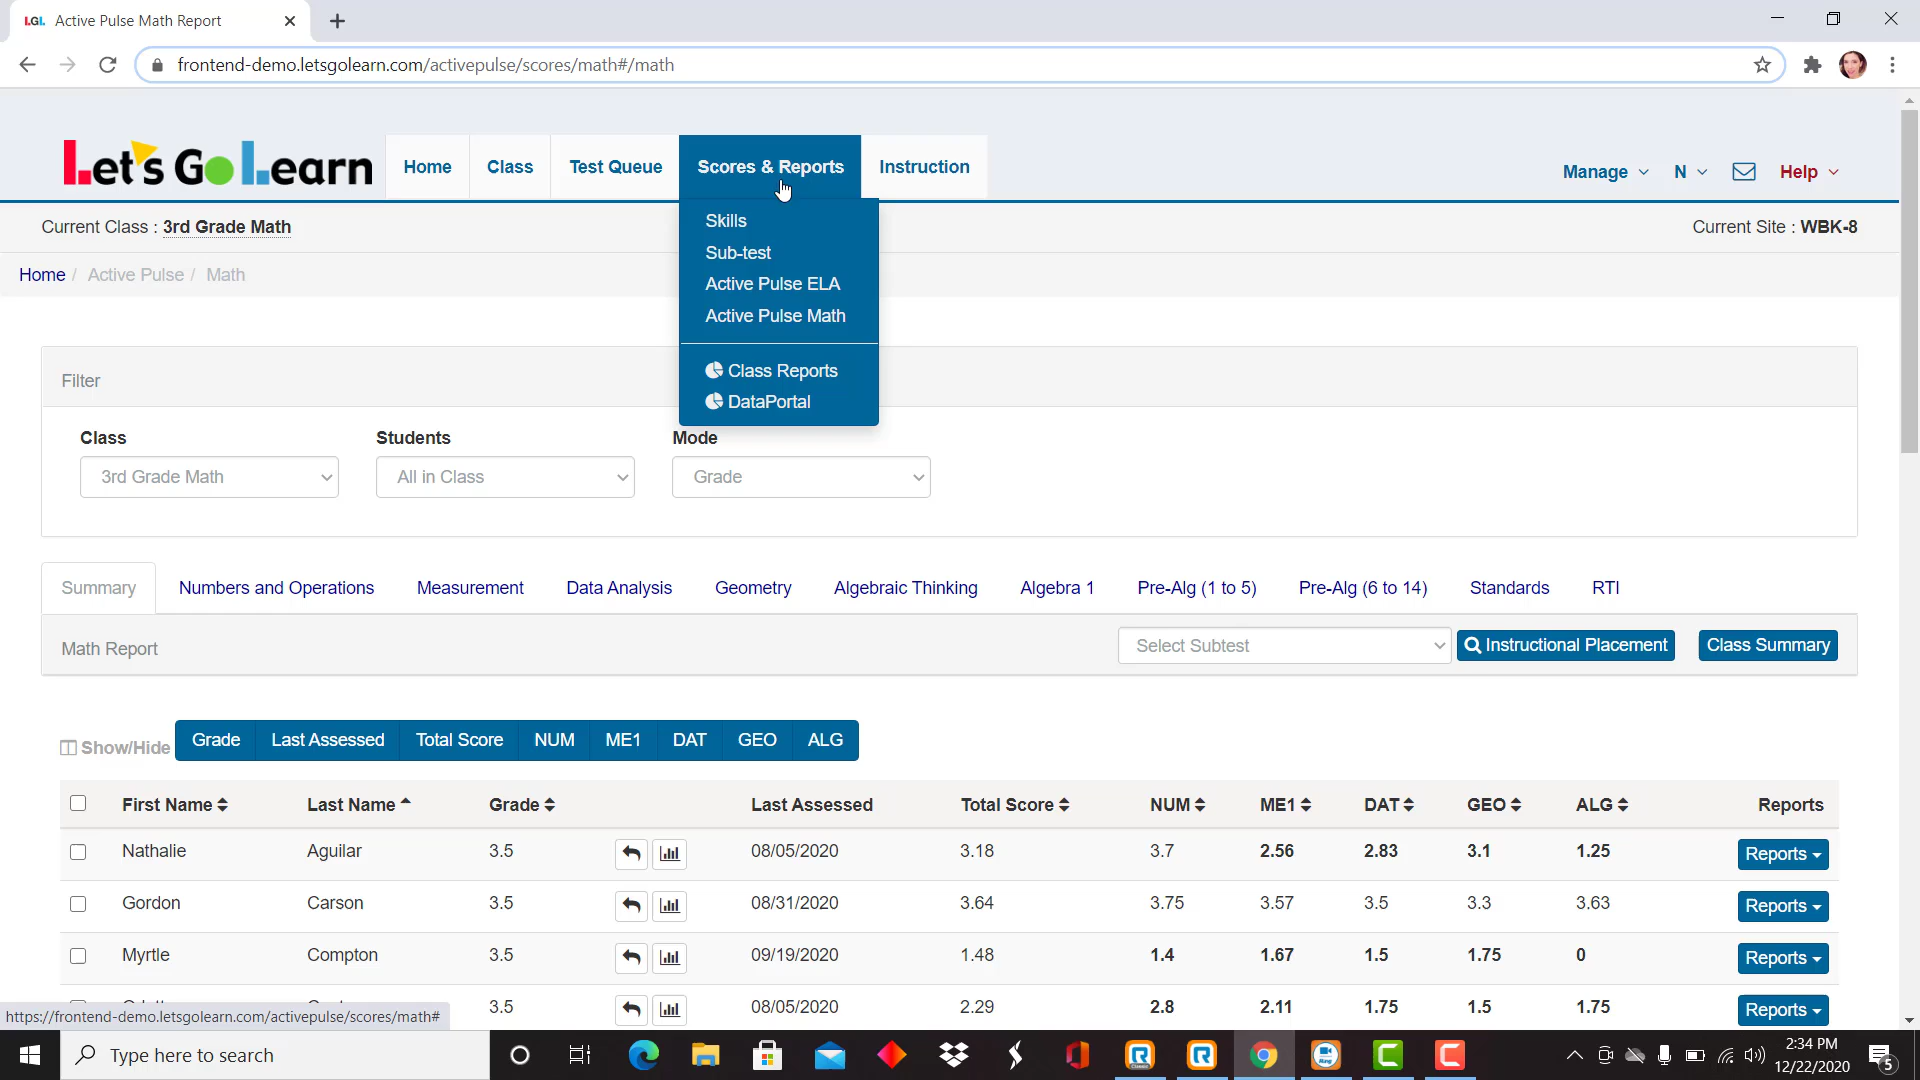 LGL Active Pulse Math Report
frontend-demo.letsgolearn.com/activepulse/scores/math#/math
Let's Go Learn
Home Class Test Queue Scores & Reports Instruction
Manage N Help
Current Class : 3rd Grade Math
Current Site : WBK-8
Home / Active Pulse / Math
Skills
Sub-test
Active Pulse ELA
Active Pulse Math
Class Reports
DataPortal
Filter
Class Students Mode
3rd Grade Math All in Class Grade
Summary Numbers and Operations Measurement Data Analysis Geometry Algebraic Thinking Algebra 1 Pre-Alg (1 to 5) Pre-Alg (6 to 14) Standards RTI
Math Report Select Subtest Instructional Placement Class Summary
Show/Hide Grade Last Assessed Total Score NUM ME1 DAT GEO ALG
First Name Last Name Grade Last Assessed Total Score NUM ME1 DAT GEO ALG Reports
Nathalie Aguilar 3.5 08/05/2020 3.18 3.7 2.56 2.83 3.1 1.25 Reports
Gordon Carson 3.5 08/31/2020 3.64 3.75 3.57 3.5 3.3 3.63 Reports
Myrtle Compton 3.5 09/19/2020 1.48 1.4 1.67 1.5 1.75 0 Reports
3.5 08/05/2020 2.29 2.8 2.11 1.75 1.5 1.75 Reports
https://frontend-demo.letsgolearn.com/activepulse/scores/math#
Type here to search
2:34 PM
12/22/2020
5